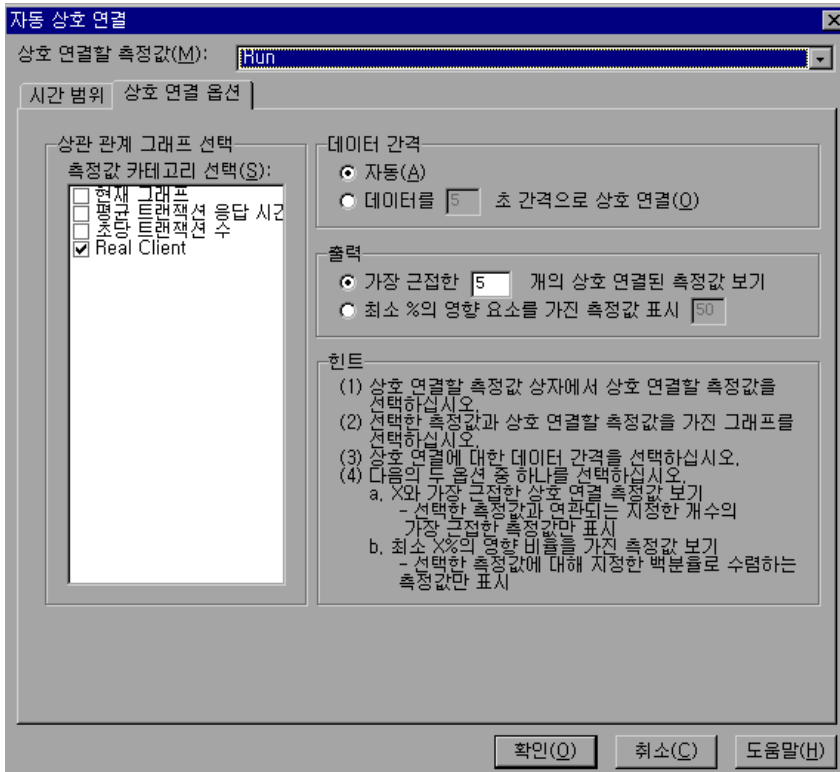 자동 상호 연결
상호 연결할 측정값(M): Run
시간 범위 상호 연결 옵션
상관 관계 그래프 선택
측정값 카테고리 선택(S):
현재 그래프
평균 트랜잭션 응답 시간
초당 트랜잭션 수
Real Client
데이터 간격
자동(A)
데이터를 5 초 간격으로 상호 연결(O)
출력
가장 근접한 5 개의 상호 연결된 측정값 보기
최소 %의 영향 요소를 가진 측정값 표시 50
힌트
(1) 상호 연결할 측정값 상자에서 상호 연결할 측정값을
선택하십시오.
(2) 선택한 측정값과 상호 연결할 측정값을 가진 그래프를
선택하십시오.
(3) 상호 연결에 대한 데이터 간격을 선택하십시오.
(4) 다음의 두 옵션 중 하나를 선택하십시오.
a. X와 가장 근접한 상호 연결 측정값 보기
- 선택한 측정값과 연관되는 지정한 개수의
가장 근접한 측정값만 표시
b. 최소 X%의 영향 비율을 가진 측정값 보기
- 선택한 측정값에 대해 지정한 백분율로 수렴하는
측정값만 표시
확인(O) 취소(C) 도움말(H)